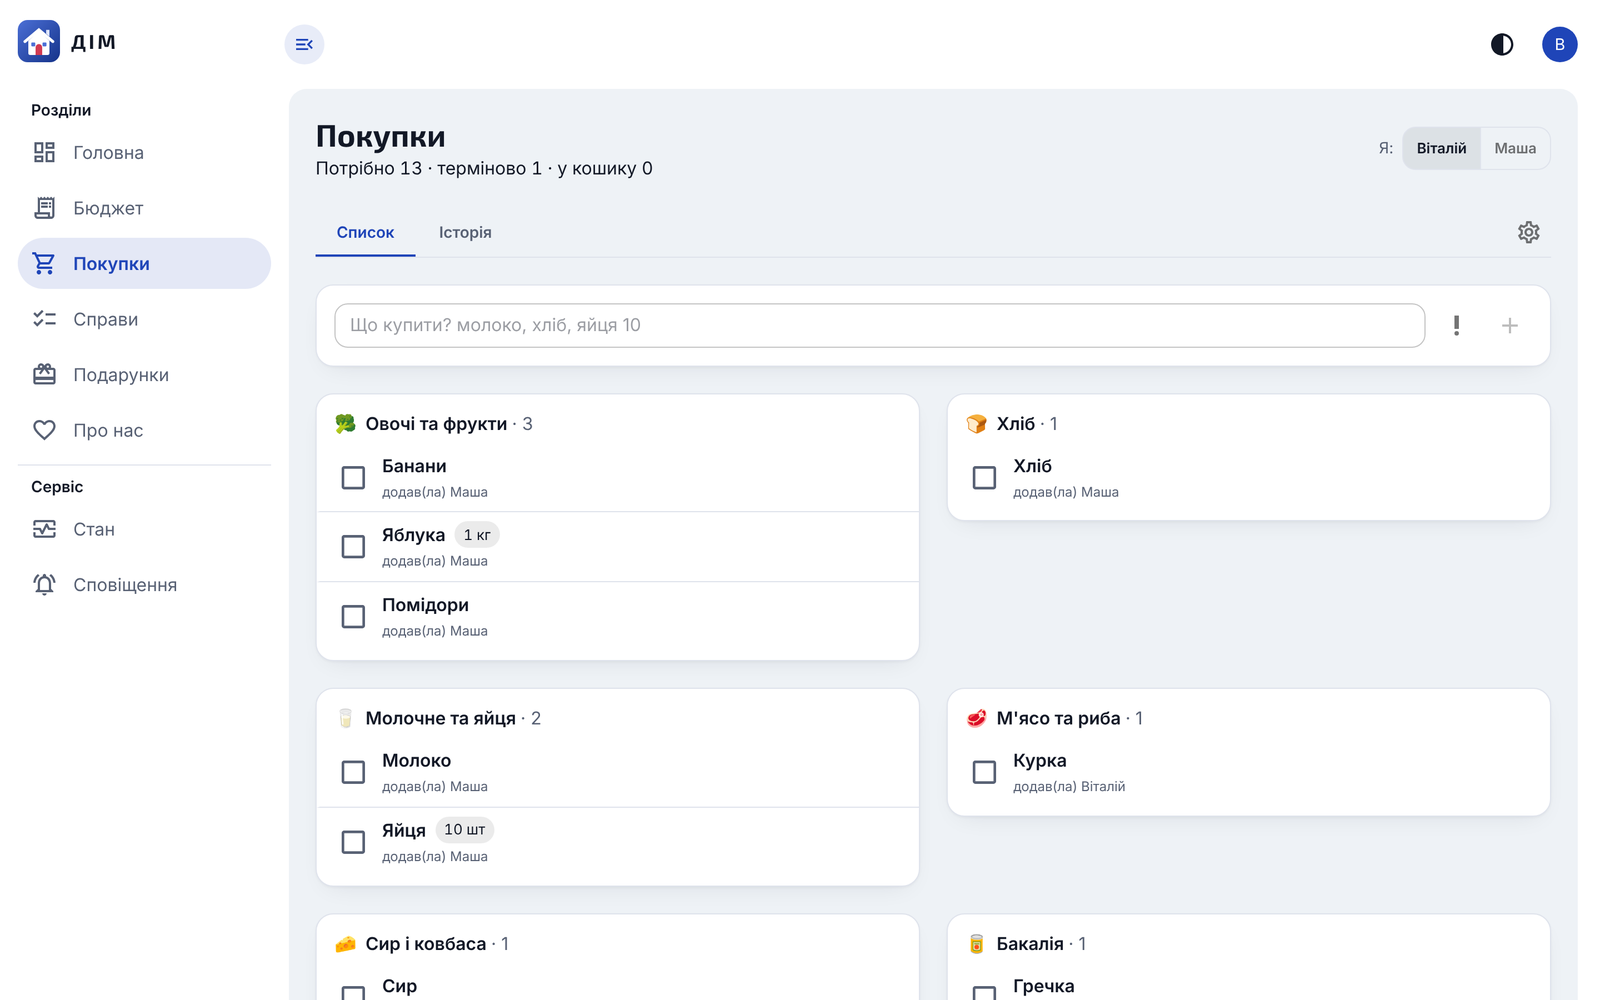 ДІМ
В
Розділи
Головна
Бюджет
Покупки
Справи
Подарунки
Про нас
Сервіс
Стан
Сповіщення
Покупки
Потрібно 13 · терміново 1 · у кошику 0
Я: Віталій Маша
Список Історія
Що купити? молоко, хліб, яйця 10
Овочі та фрукти · 3
Банани
додав(ла) Маша
Яблука 1 кг
додав(ла) Маша
Помідори
додав(ла) Маша
Хліб · 1
Хліб
додав(ла) Маша
Молочне та яйця · 2
Молоко
додав(ла) Маша
Яйця 10 шт
додав(ла) Маша
М'ясо та риба · 1
Курка
додав(ла) Віталій
Сир і ковбаса · 1
Сир
Бакалія · 1
Гречка